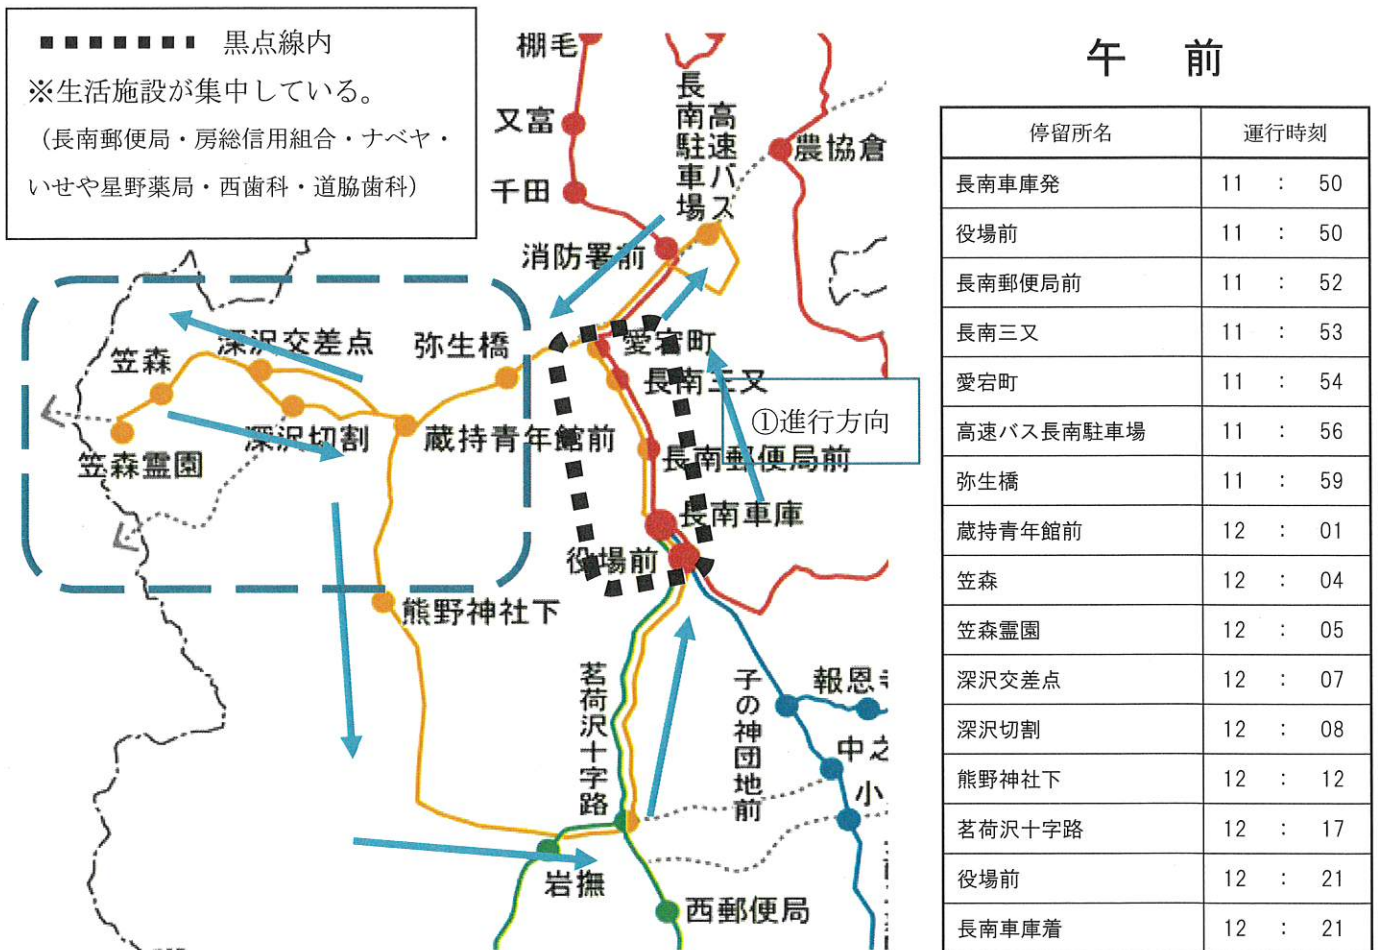 黒点線内
※生活施設が集中している。
（長南郵便局・房総信用組合・ナベヤ・
いせや星野薬局・西歯科・道脇歯科）
棚毛
又富
千田
消防署前
高速バス
長南駐車場
農協倉
笠森
深沢交差点
弥生橋
愛宕町
長南三又
笠森霊園
深沢切割
蔵持青年館前
長南郵便局前
①進行方向
長南車庫
役場前
熊野神社下
茗荷沢十字路
子の神団地前
報恩
中之
小
岩撫
西郵便局
午 前
停留所名 運行時刻
長南車庫発 11 : 50
役場前 11 : 50
長南郵便局前 11 : 52
長南三又 11 : 53
愛宕町 11 : 54
高速バス長南駐車場 11 : 56
弥生橋 11 : 59
蔵持青年館前 12 : 01
笠森 12 : 04
笠森霊園 12 : 05
深沢交差点 12 : 07
深沢切割 12 : 08
熊野神社下 12 : 12
茗荷沢十字路 12 : 17
役場前 12 : 21
長南車庫着 12 : 21